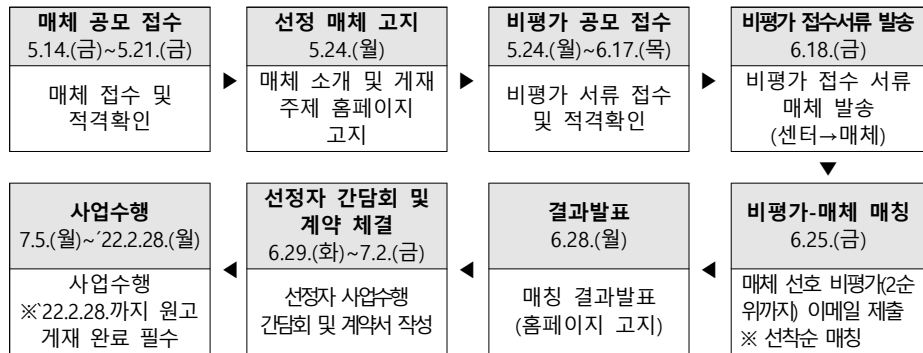 매체 공모 접수
5.14.(금)~5.21.(금)
매체 접수 및
적격확인
▶
선정 매체 고지
5.24.(월)
매체 소개 및 게재
주제 홈페이지
고지
▶
비평가 공모 접수
5.24.(월)~6.17.(목)
비평가 서류 접수
및 적격확인
▶
비평가 접수서류 발송
6.18.(금)
비평가 접수 서류
매체 발송
(센터→매체)
▼
비평가-매체 매칭
6.25.(금)
매체 선호 비평가(2순
위까지) 이메일 제출
※ 선착순 매칭
◀
결과발표
6.28.(월)
매칭 결과발표
(홈페이지 고지)
◀
선정자 간담회 및
계약 체결
6.29.(화)~7.2.(금)
선정자 사업수행
간담회 및 계약서 작성
◀
사업수행
7.5.(월)~´22.2.28.(월)
사업수행
※´22.2.28.까지 원고
게재 완료 필수